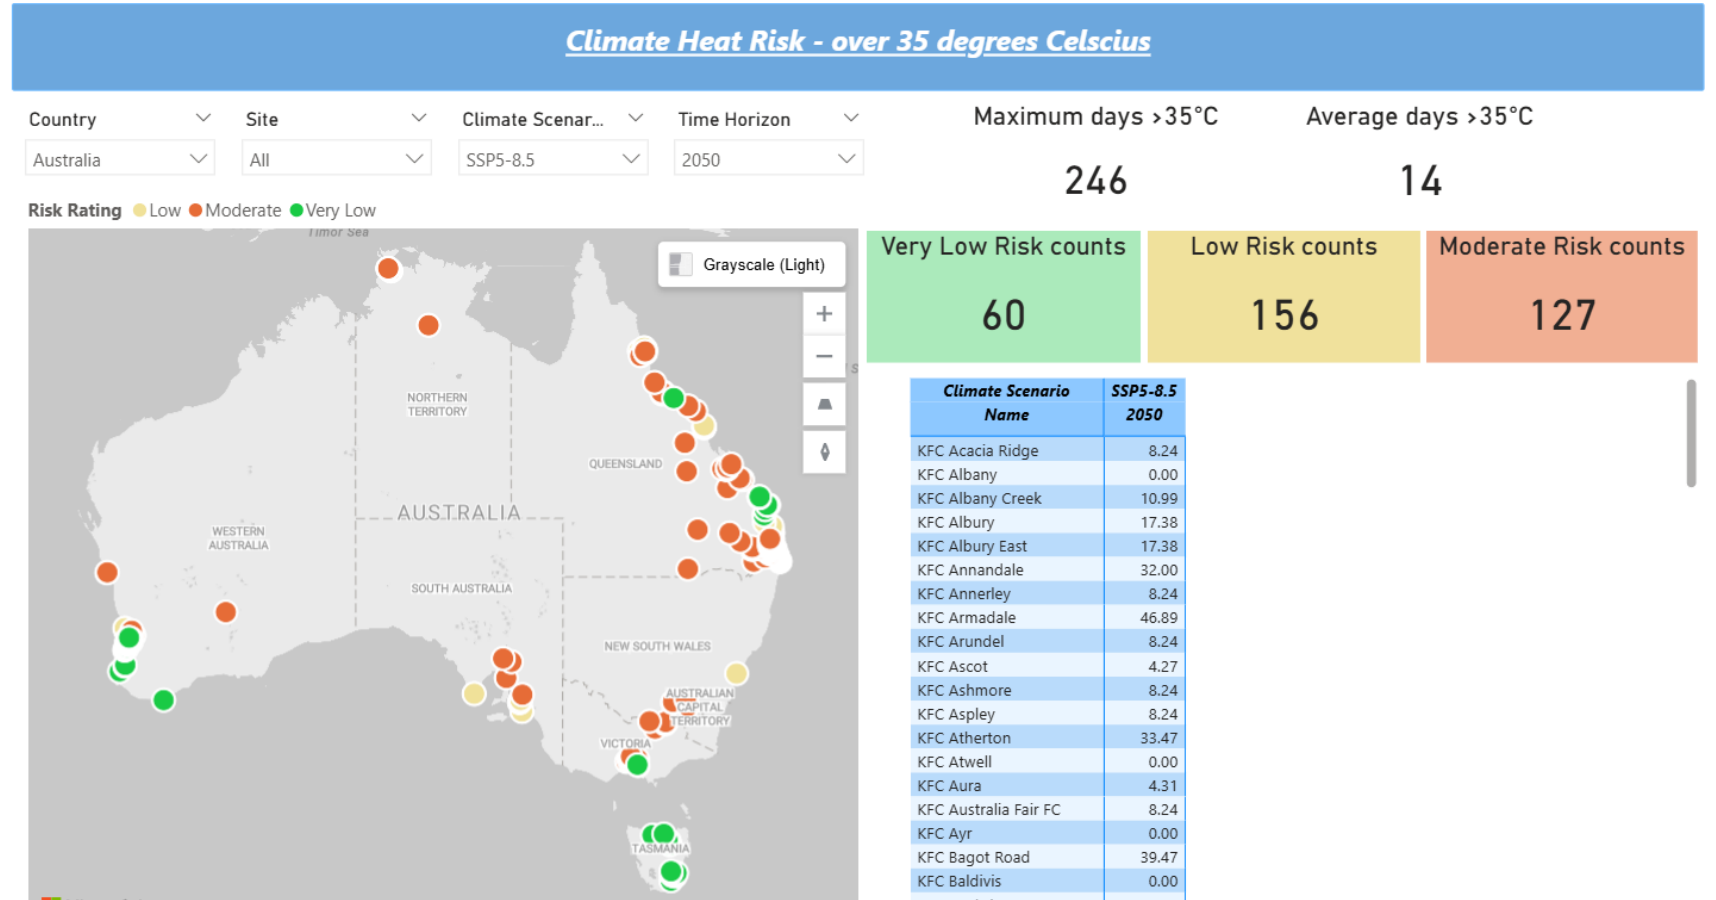 Climate Heat Risk - over 35 degrees Celscius
Country
Site
Climate Scenar...
Time Horizon
Australia
All
SSP5-8.5
2050
Maximum days >35°C
246
Average days >35°C
14
Risk Rating Low Moderate Very Low
Very Low Risk counts
60
Low Risk counts
156
Moderate Risk counts
127
Timor Sea
Grayscale (Light)
NORTHERN
TERRITORY
QUEENSLAND
AUSTRALIA
WESTERN
AUSTRALIA
SOUTH AUSTRALIA
NEW SOUTH WALES
AUSTRALIAN
CAPITAL
TERRITORY
VICTORIA
TASMANIA
Climate Scenario SSP5-8.5
Name 2050
KFC Acacia Ridge 8.24
KFC Albany 0.00
KFC Albany Creek 10.99
KFC Albury 17.38
KFC Albury East 17.38
KFC Annandale 32.00
KFC Annerley 8.24
KFC Armadale 46.89
KFC Arundel 8.24
KFC Ascot 4.27
KFC Ashmore 8.24
KFC Aspley 8.24
KFC Atherton 33.47
KFC Atwell 0.00
KFC Aura 4.31
KFC Australia Fair FC 8.24
KFC Ayr 0.00
KFC Bagot Road 39.47
KFC Baldivis 0.00